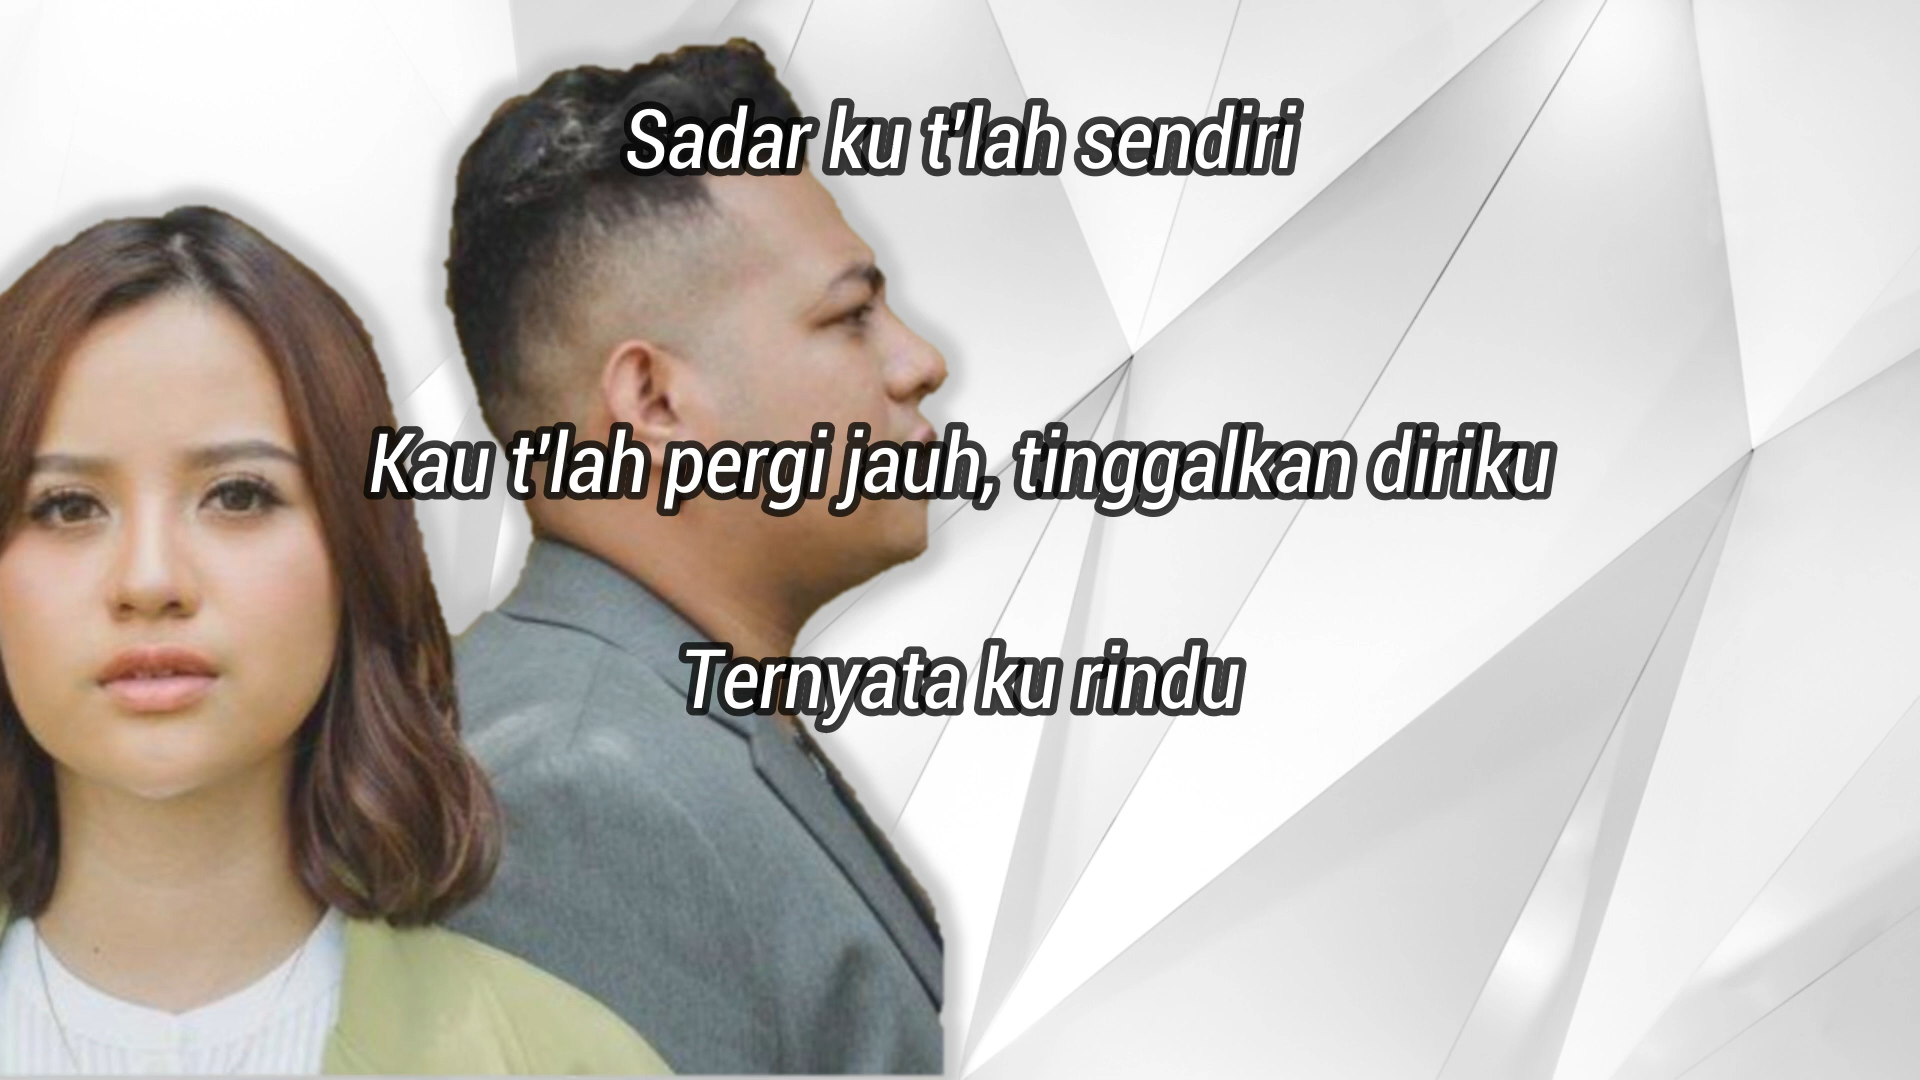 Sadar ku t'lah sendiri
Kau t'lah pergi jauh, tinggalkan diriku
Ternyata ku rindu